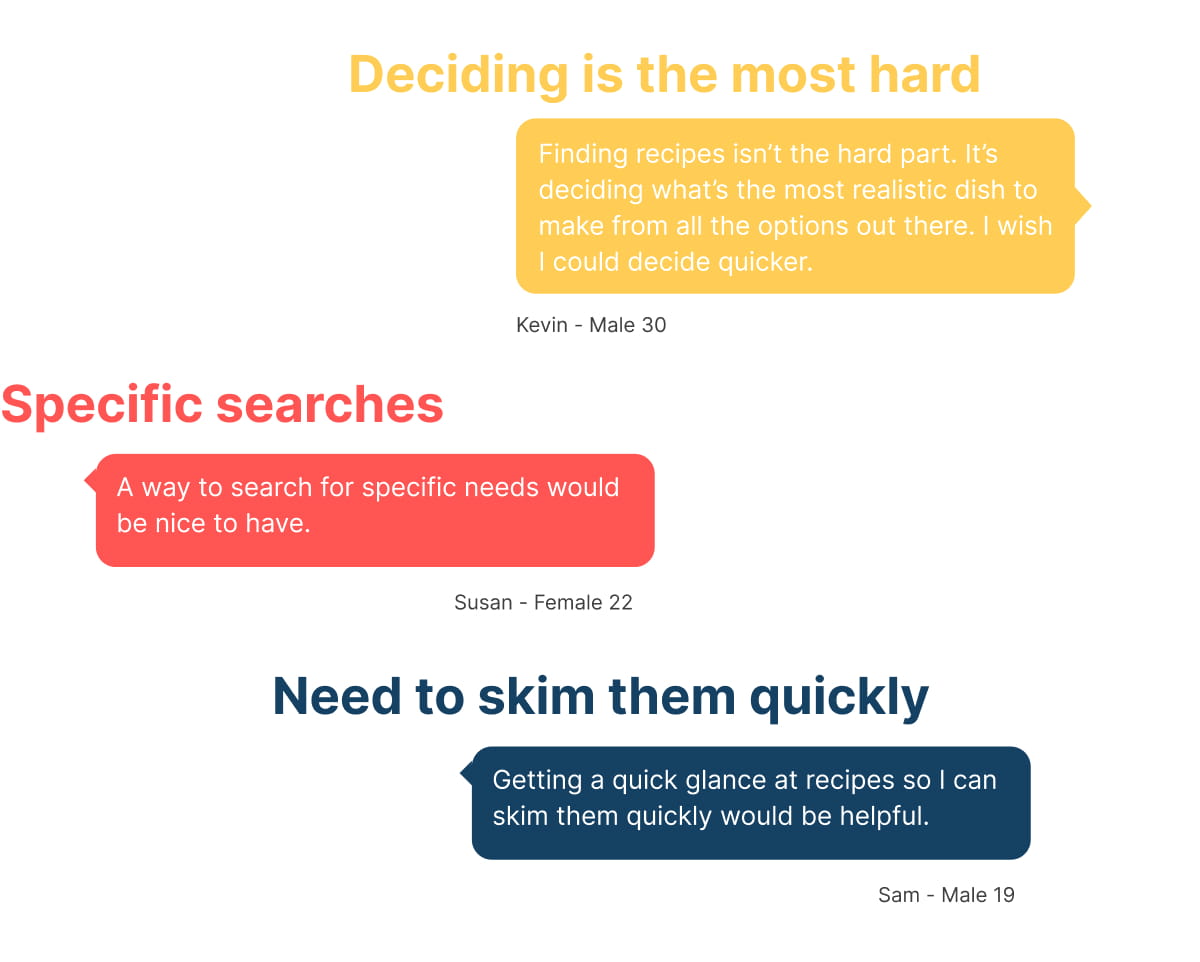 Deciding is the most hard
Finding recipes isn’t the hard part. It’s
deciding what’s the most realistic dish to
make from all the options out there. I wish
I could decide quicker.
Kevin - Male 30
Specific searches
A way to search for specific needs would
be nice to have.
Susan - Female 22
Need to skim them quickly
Getting a quick glance at recipes so I can
skim them quickly would be helpful.
Sam - Male 19